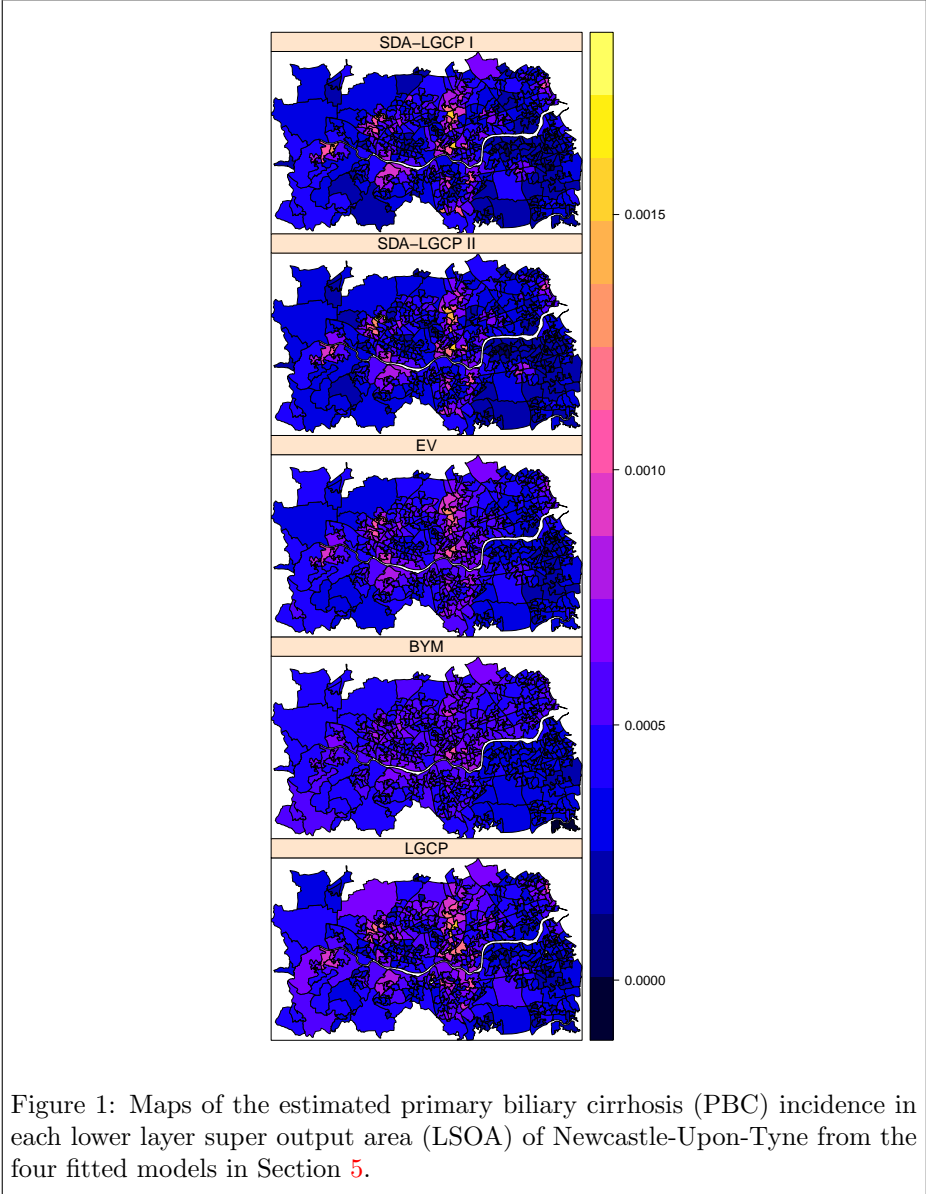 SDA−LGCP I
SDA−LGCP II
EV
BYM
LGCP
0.0015
0.0010
0.0005
0.0000
Figure 1: Maps of the estimated primary biliary cirrhosis (PBC) incidence in
each lower layer super output area (LSOA) of Newcastle-Upon-Tyne from the
four fitted models in Section 5.